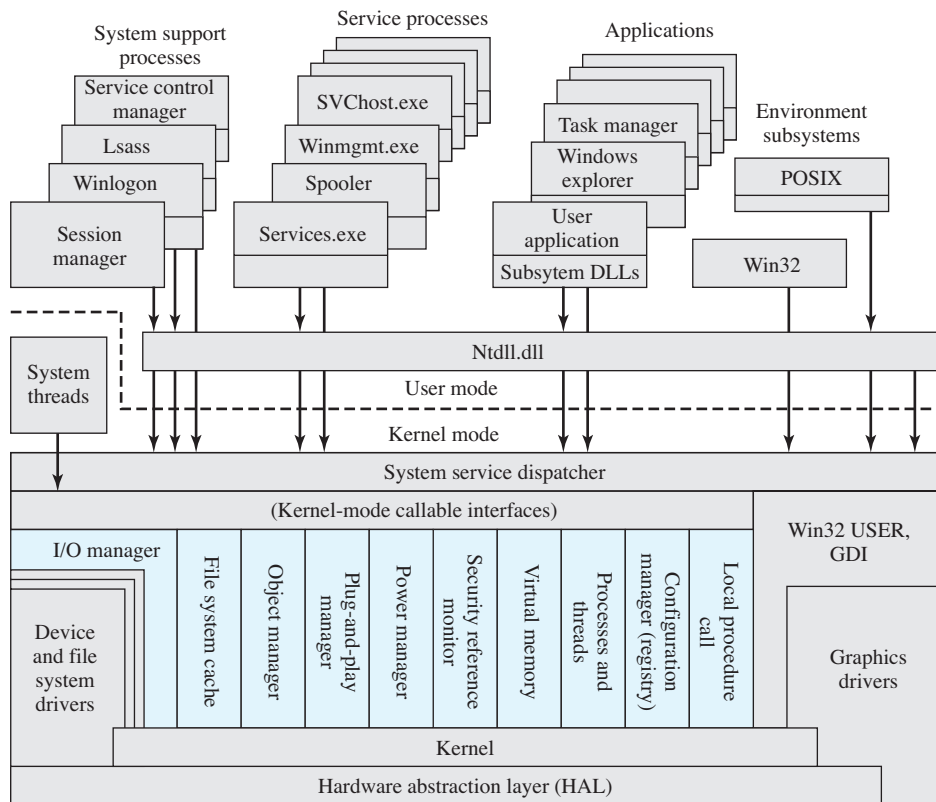 Service processes
System support
processes
Applications
Service control
manager
Lsass
Winlogon
Session
manager
SVChost.exe
Winmgmt.exe
Spooler
Services.exe
Task manager
Windows
explorer
User
application
Subsytem DLLs
Environment
subsystems
POSIX
Win32
Ntdll.dll
System
threads
User mode
Kernel mode
System service dispatcher
(Kernel-mode callable interfaces)
Win32 USER,
GDI
I/O manager
Device and
and file
system
drivers
File system cache
Object manager
Plug-and-play
manager
Power manager
Security reference
monitor
Virtual memory
Processes and
threads
Configuration
manager (registry)
Local procedure
call
Graphics
drivers
Kernel
Hardware abstraction layer (HAL)